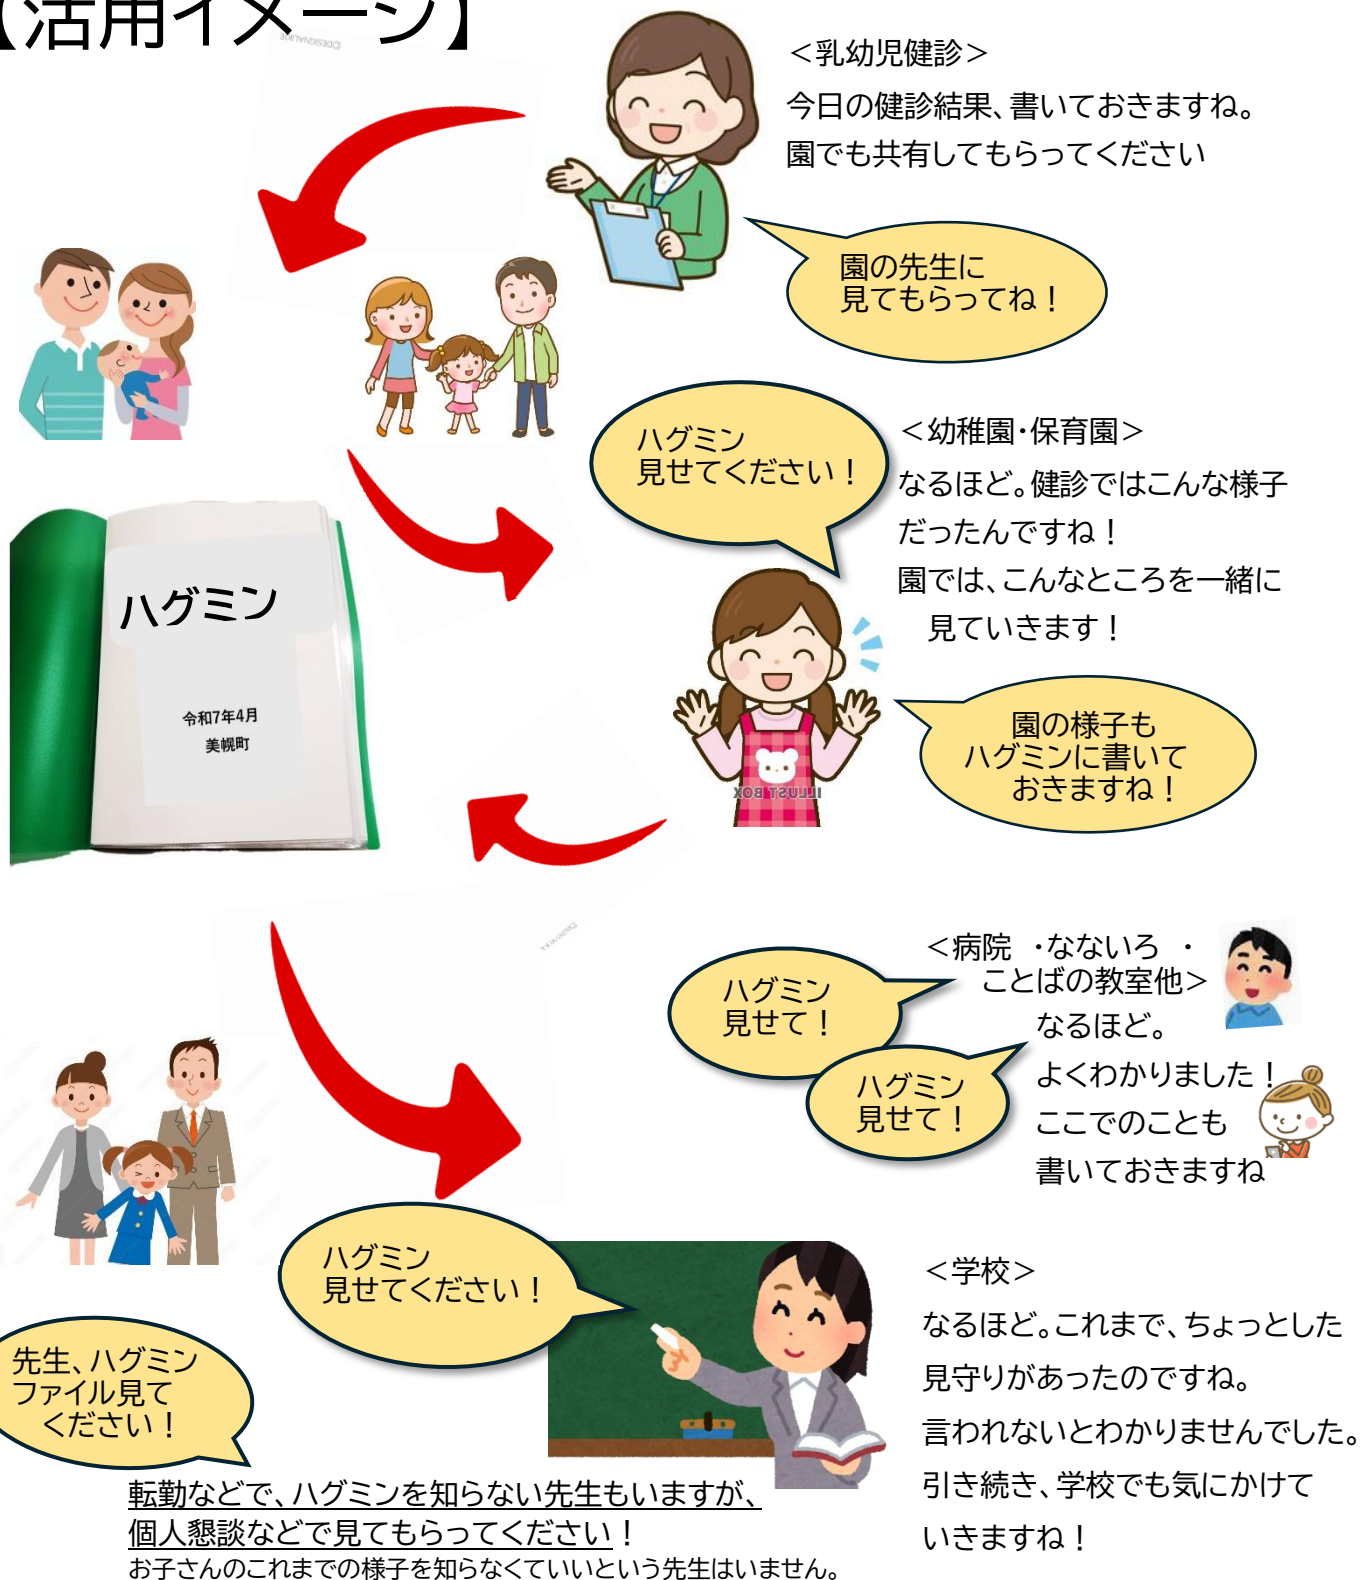 【活用イメージ】
＜乳幼児健診＞
今日の健診結果、書いておきますね。
園でも共有してもらってください
園の先生に
見てもらってね！
ハグミン
見せてください！
＜幼稚園・保育園＞
なるほど。健診ではこんな様子
だったんですね！
園では、こんなところを一緒に
見ていきます！
ハグミン
令和7年4月
美幌町
園の様子も
ハグミンに書いて
おきますね！
ILLUST BOX
＜病院　・なないろ　・
ことばの教室他＞
ハグミン
見せて！
なるほど。
よくわかりました！
ここでのことも
書いておきますね
ハグミン
見せて！
ハグミン
見せてください！
＜学校＞
なるほど。これまで、ちょっとした
見守りがあったのですね。
言われないとわかりませんでした。
引き続き、学校でも気にかけて
いきますね！
先生、ハグミン
ファイル見て
ください！
転勤などで、ハグミンを知らない先生もいますが、
個人懇談などで見てもらってください！
お子さんのこれまでの様子を知らなくていいという先生はいません。